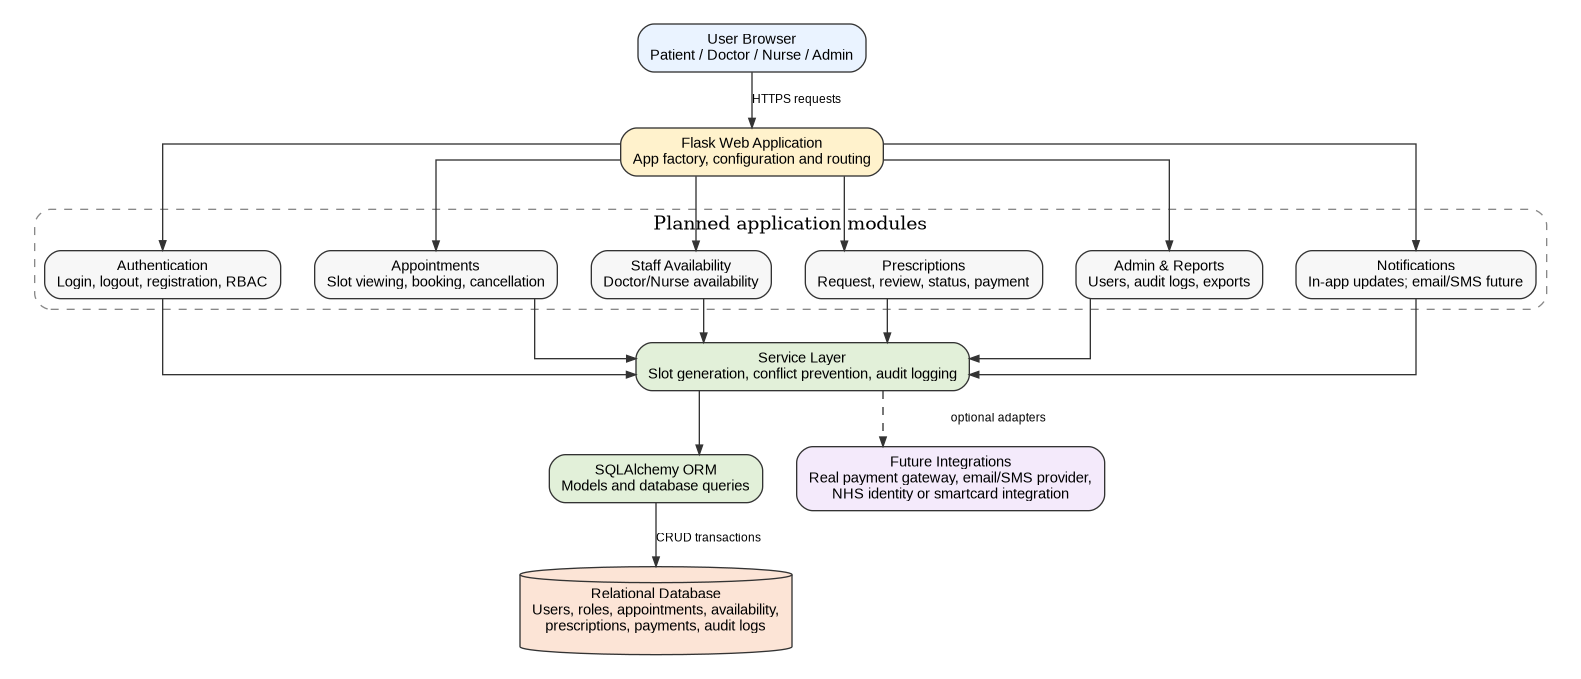 User Browser
Patient / Doctor / Nurse / Admin
HTTPS requests
Flask Web Application
App factory, configuration and routing
Planned application modules
Authentication
Login, logout, registration, RBAC
Appointments
Slot viewing, booking, cancellation
Staff Availability
Doctor/Nurse availability
Prescriptions
Request, review, status, payment
Admin & Reports
Users, audit logs, exports
Notifications
In-app updates; email/SMS future
Service Layer
Slot generation, conflict prevention, audit logging
optional adapters
SQLAlchemy ORM
Models and database queries
Future Integrations
Real payment gateway, email/SMS provider,
NHS identity or smartcard integration
CRUD transactions
Relational Database
Users, roles, appointments, availability,
prescriptions, payments, audit logs